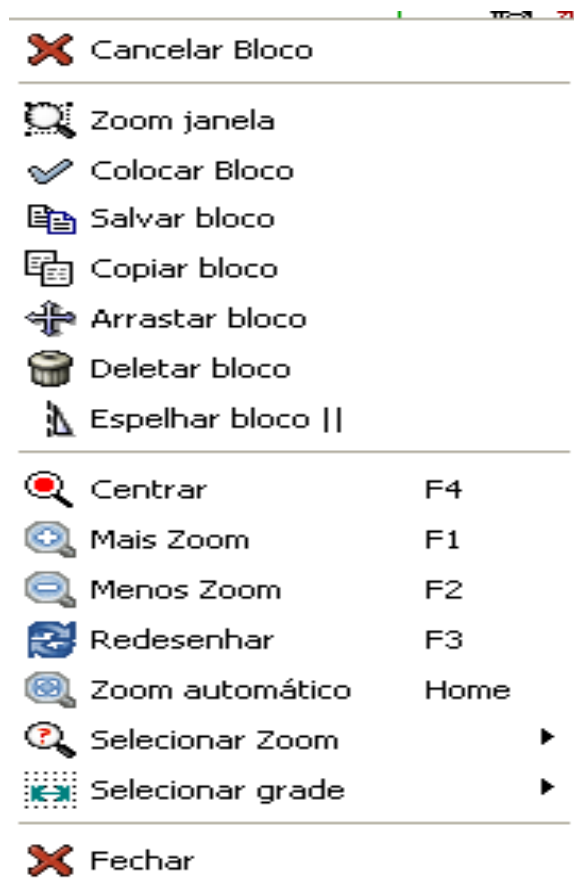 Cancelar Bloco
Zoom janela
Colocar Bloco
Salvar bloco
Copiar bloco
Arrastar bloco
Deletar bloco
Espelhar bloco ||
Centrar F4
Mais Zoom F1
Menos Zoom F2
Redesenhar F3
Zoom automático Home
Selecionar Zoom
Selecionar grade
Fechar